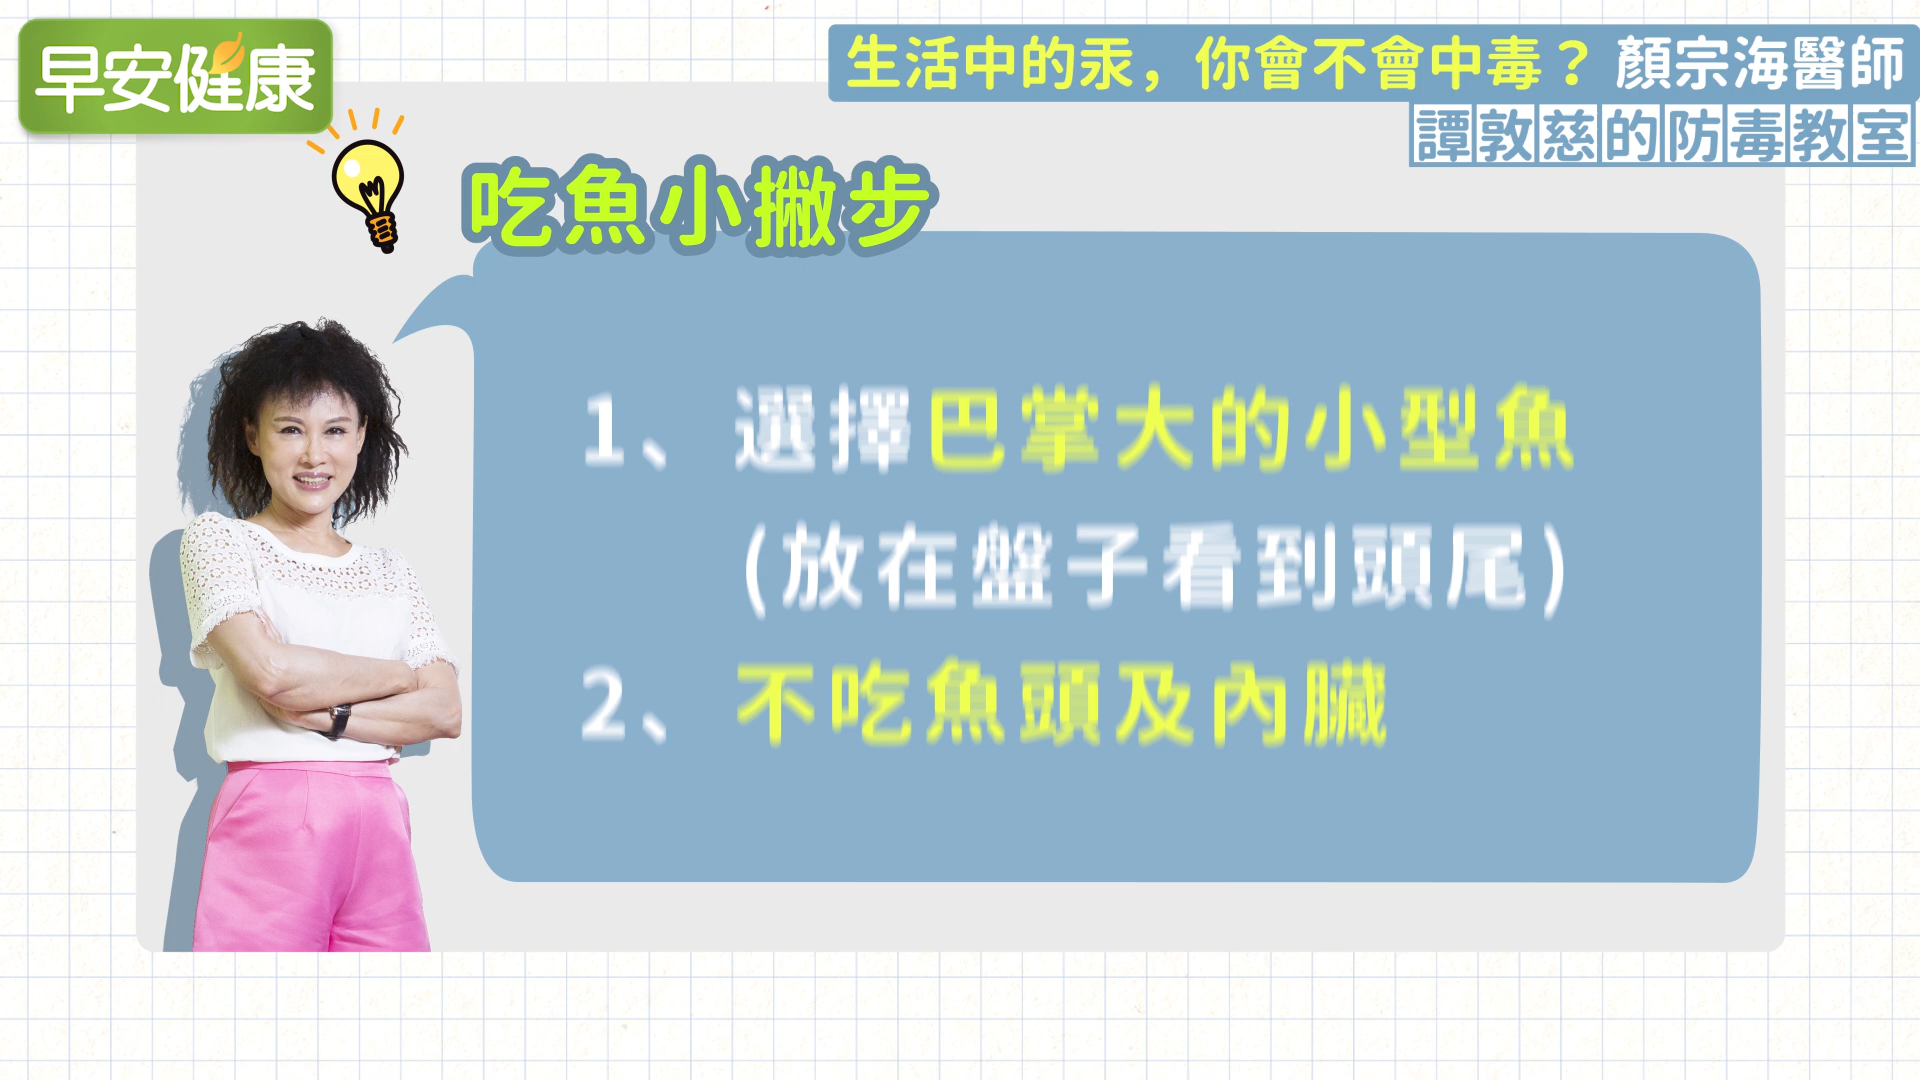 早安健康
生活中的汞，你會不會中毒？ 顏宗海醫師
譚敦慈的防毒教室
吃魚小撇步
1、選擇巴掌大的小型魚
(放在盤子看到頭尾)
2、不吃魚頭及內臟